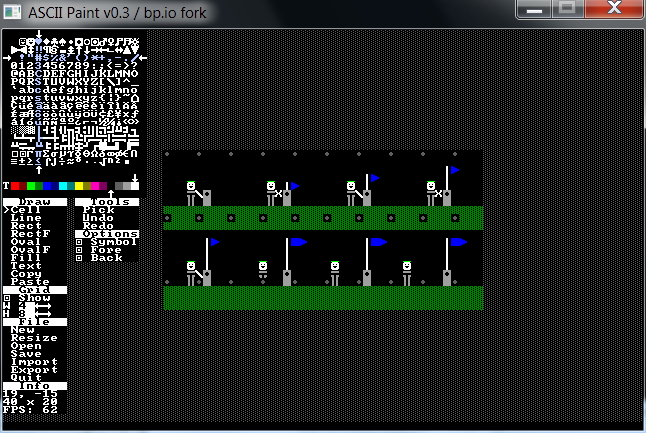 ASCII Paint v0.3 / bp.io fork
0123456789:;<=>?
@ABCDEFGHIJKLMNO
PQRSTUVWXYZ[\]^_
`abcdefghijklmno
pqrstuvwxyz{|}~
T
Draw
Cell
Line
Rect
RectF
Oval
OvalF
Fill
Text
Copy
Paste
Grid
Show
W 4
H 8
File
New
Resize
Open
Save
Import
Export
Quit
Info
19, -15
40 x 20
FPS: 62
Tools
Pick
Undo
Redo
Options
Symbol
Fore
Back